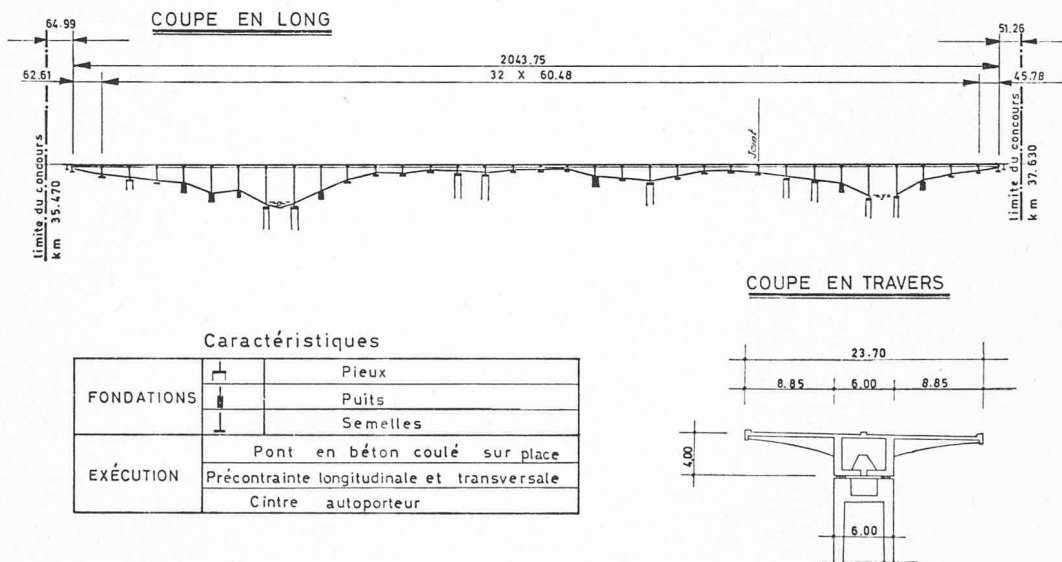 COUPE EN LONG
64.99
51.26
2043.75
62.61
32 X 60.48
45.78
Joint
limite du concours
km 35.470
limite du concours
km 37.630
COUPE EN TRAVERS
23.70
8.85
6.00
8.85
4,00
6.00
Caractéristiques
FONDATIONS
Pieux
Puits
Semelles
EXÉCUTION
Pont en béton coulé sur place
Précontrainte longitudinale et transversale
Cintre autoporteur